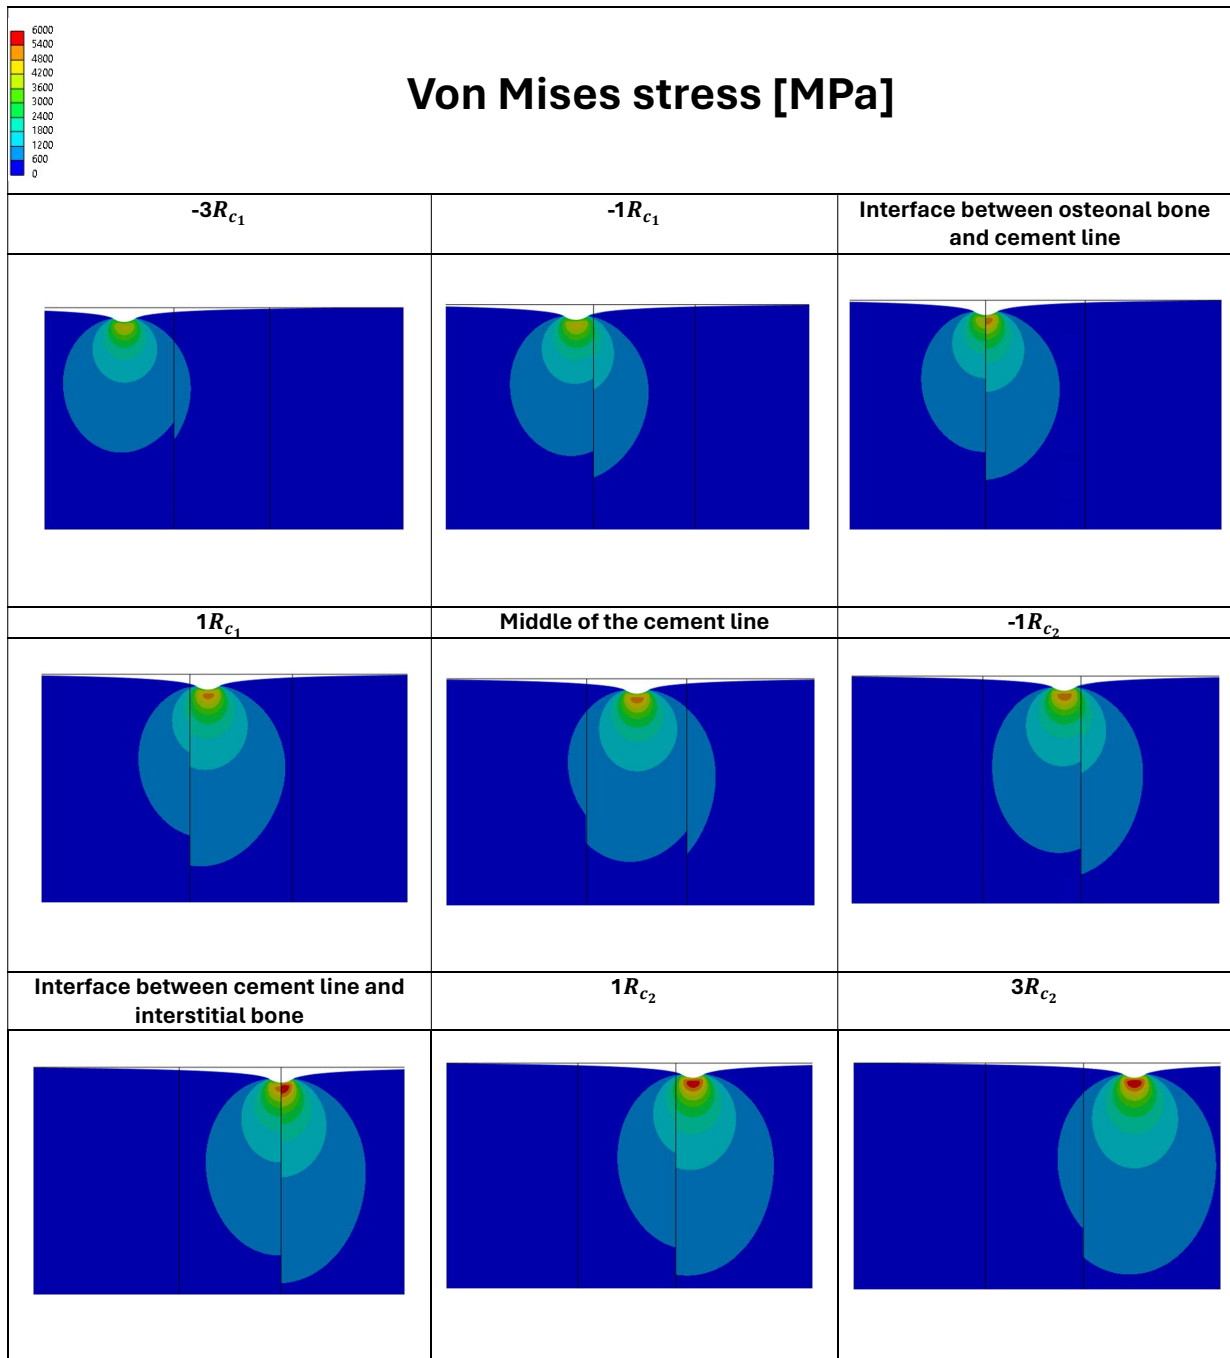 6000
5400
4800
4200
3600
3000
2400
1800
1200
600
0
Von Mises stress [MPa]
-3R_{c_1}
-1R_{c_1}
Interface between osteonal bone
and cement line
1R_{c_1}
Middle of the cement line
-1R_{c_2}
Interface between cement line and
interstitial bone
1R_{c_2}
3R_{c_2}